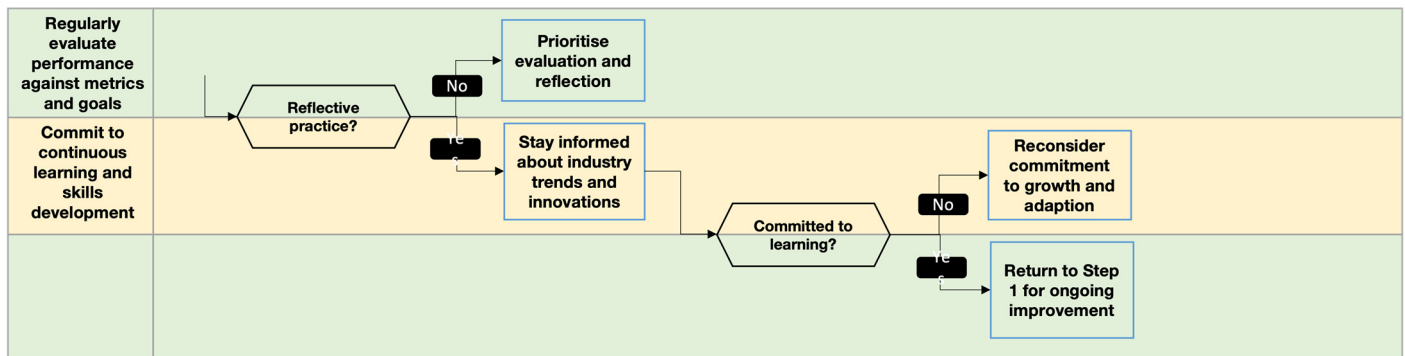 Regularly
evaluate
performance
against metrics
and goals
Reflective
practice?
No
Prioritise
evaluation and
reflection
Commit to
continuous
learning and
skills
development
Ye
s
Stay informed
about industry
trends and
innovations
Committed to
learning?
No
Reconsider
commitment
to growth and
adaption
Ye
s
Return to Step
1 for ongoing
improvement